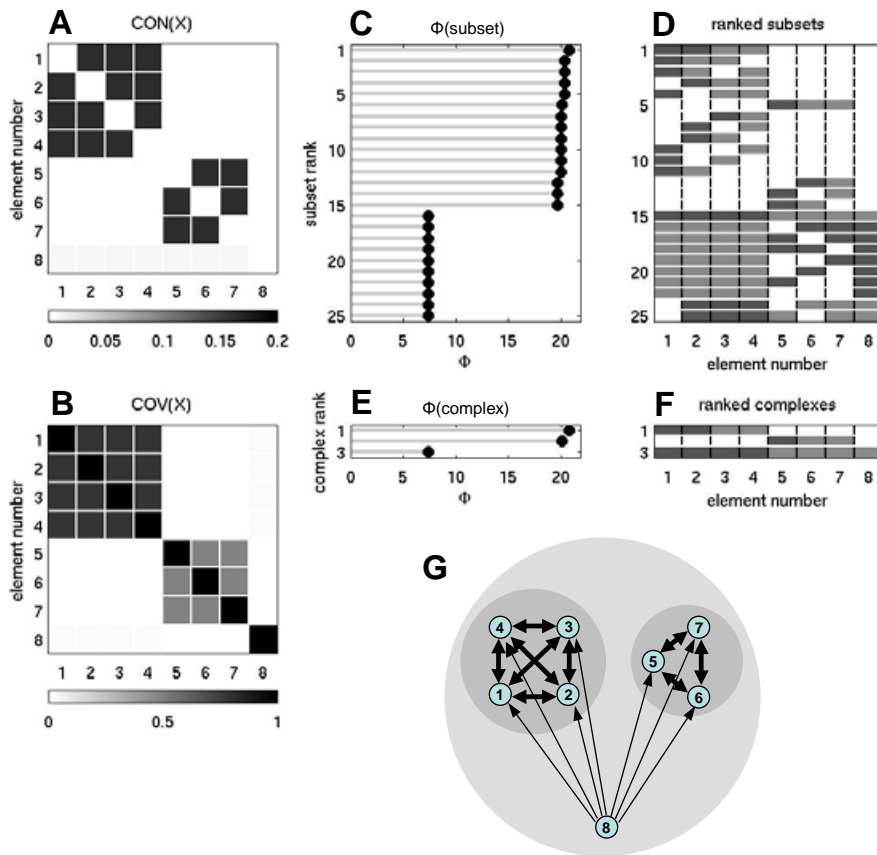 A
CON(X)
element number
1
2
3
4
5
6
7
8
1 2 3 4 5 6 7 8
0 0.05 0.1 0.15 0.2
C
Φ(subset)
subset rank
1
5
10
15
20
25
0 5 10 15 20
Φ
D
ranked subsets
1
5
10
15
20
25
1 2 3 4 5 6 7 8
element number
B
COV(X)
element number
1
2
3
4
5
6
7
8
1 2 3 4 5 6 7 8
0 0.5 1
E
Φ(complex)
complex rank
1
3
0 5 10 15 20
Φ
F
ranked complexes
1
3
1 2 3 4 5 6 7 8
element number
G
4 3 7
5
1 2 6
8